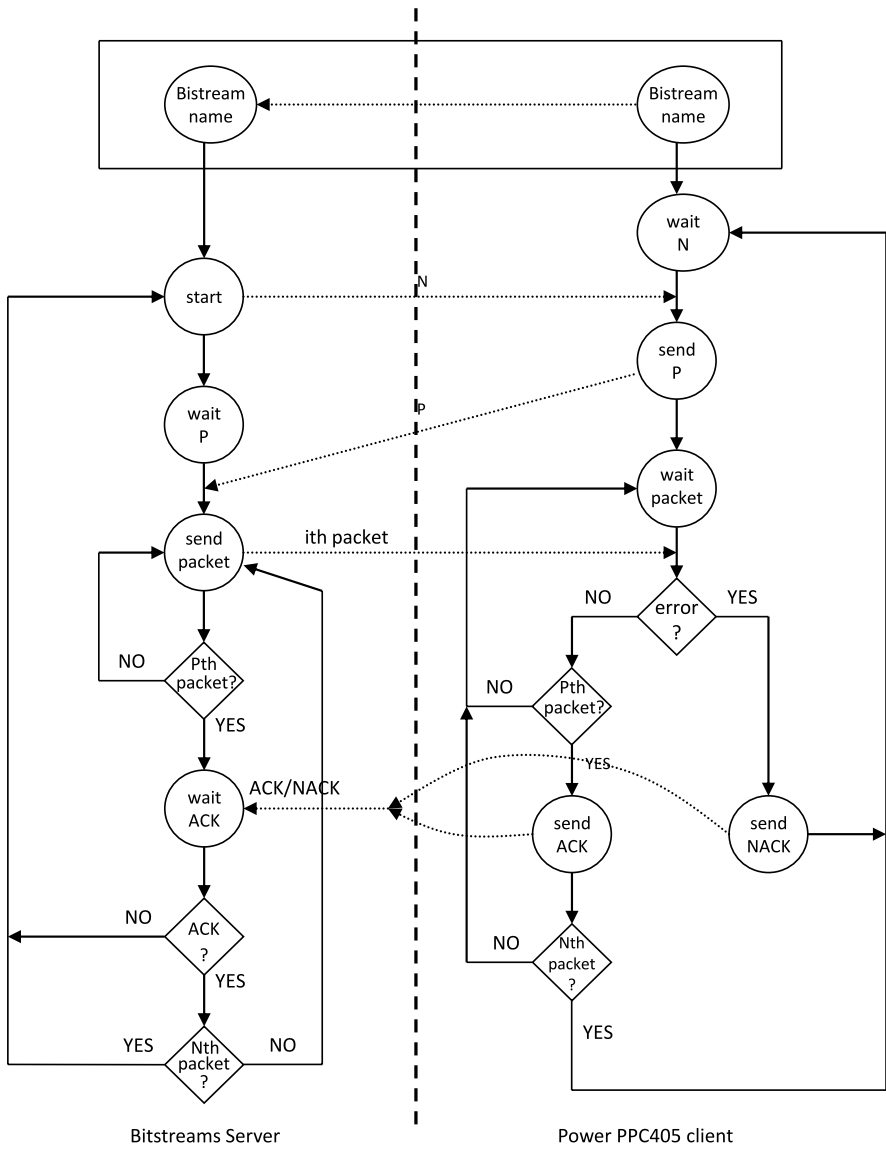 Bistream
name
Bistream
name
wait
N
start
N
send
P
wait
P
P
wait
packet
send
packet
ith packet
error
?
NO
YES
Pth
packet?
NO
YES
Pth
packet?
NO
YES
wait
ACK
ACK/NACK
send
ACK
send
NACK
ACK
?
NO
YES
Nth
packet
?
NO
YES
Nth
packet
?
YES
NO
Bitstreams Server
Power PPC405 client